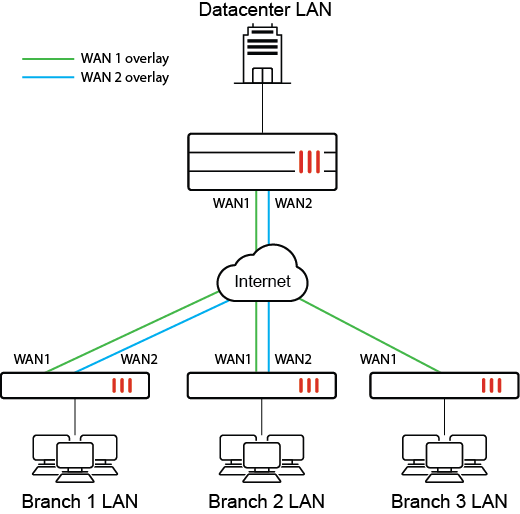 Datacenter LAN
WAN 1 overlay
WAN 2 overlay
WAN1 WAN2
Internet
WAN1 WAN2 WAN1 WAN2 WAN1
Branch 1 LAN Branch 2 LAN Branch 3 LAN